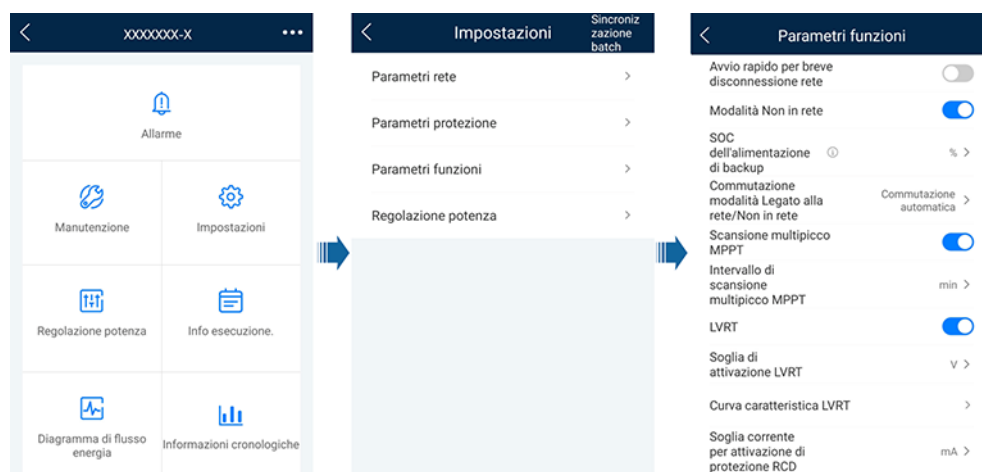 XXXXXXX-X
Allarme
Manutenzione
Impostazioni
Regolazione potenza
Info esecuzione.
Diagramma di flusso
energia
Informazioni cronologiche
Impostazioni
Sincroniz
zazione
batch
Parametri rete
Parametri protezione
Parametri funzioni
Regolazione potenza
Parametri funzioni
Avvio rapido per breve
disconnessione rete
Modalità Non in rete
SOC
dell'alimentazione
di backup
%
Commutazione
modalità Legato alla
rete/Non in rete
Commutazione
automatica
Scansione multipicco
MPPT
Intervallo di
scansione
multipicco MPPT
min
LVRT
Soglia di
attivazione LVRT
V
Curva caratteristica LVRT
Soglia corrente
per attivazione di
protezione RCD
mA